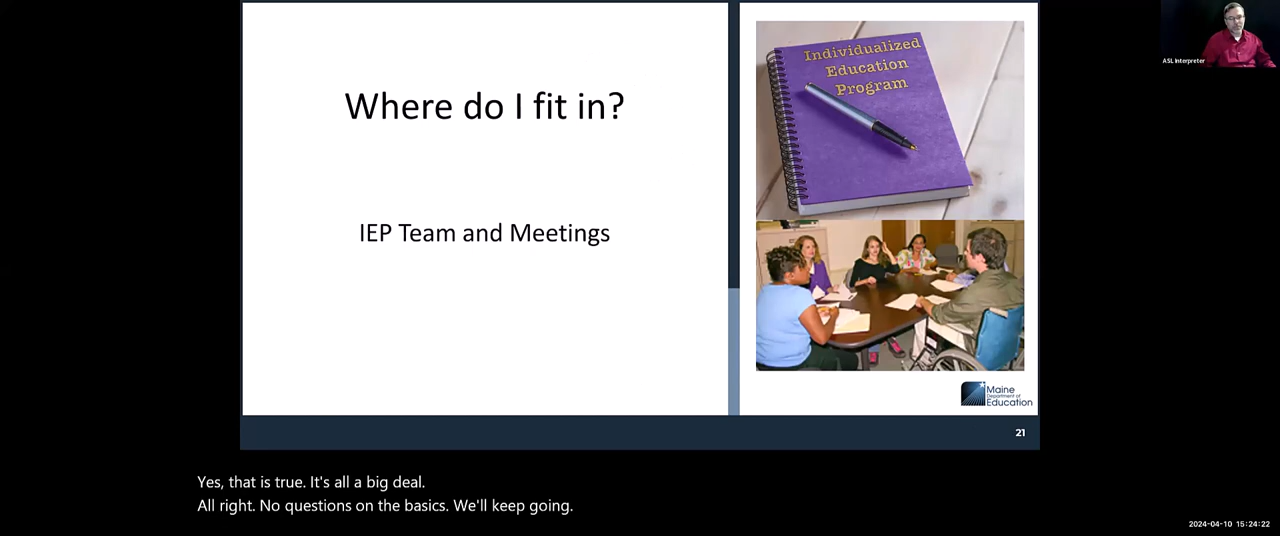 Where do I fit in?
IEP Team and Meetings
Individualized
Education
Program
Maine
Department of
Education
21
ASL Interpreter
Yes, that is true. It's all a big deal.
All right. No questions on the basics. We'll keep going.
2024-04-10 15:24:22